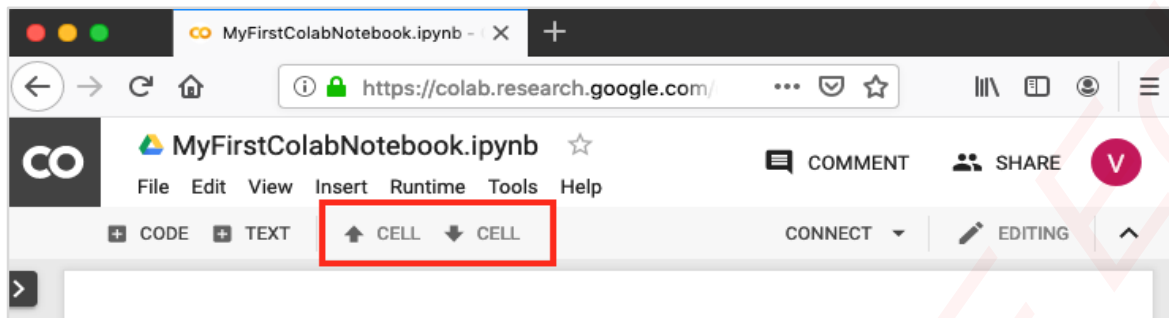 MyFirstColabNotebook.ipynb -
https://colab.research.google.com/
CO MyFirstColabNotebook.ipynb COMMENT SHARE V
File Edit View Insert Runtime Tools Help
CODE TEXT CELL CELL CONNECT EDITING